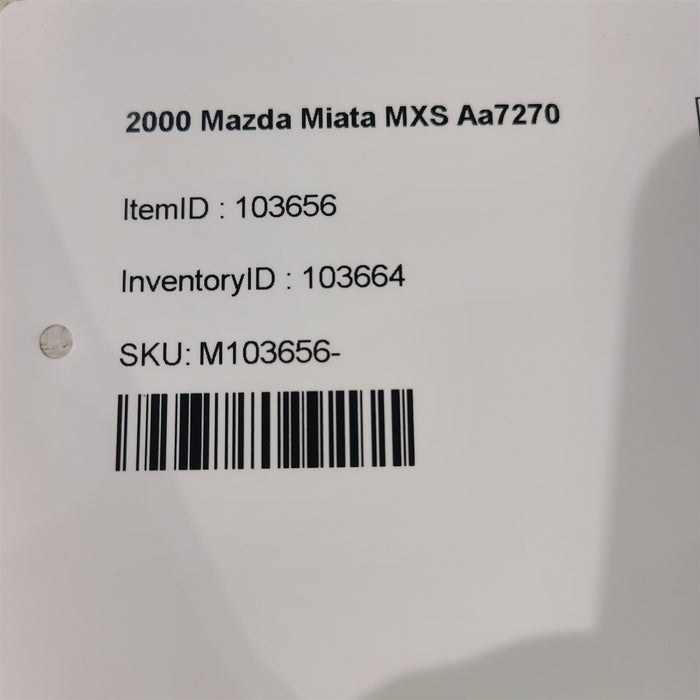 2000 Mazda Miata MXS Aa7270
ItemID : 103656
InventoryID : 103664
SKU: M103656-